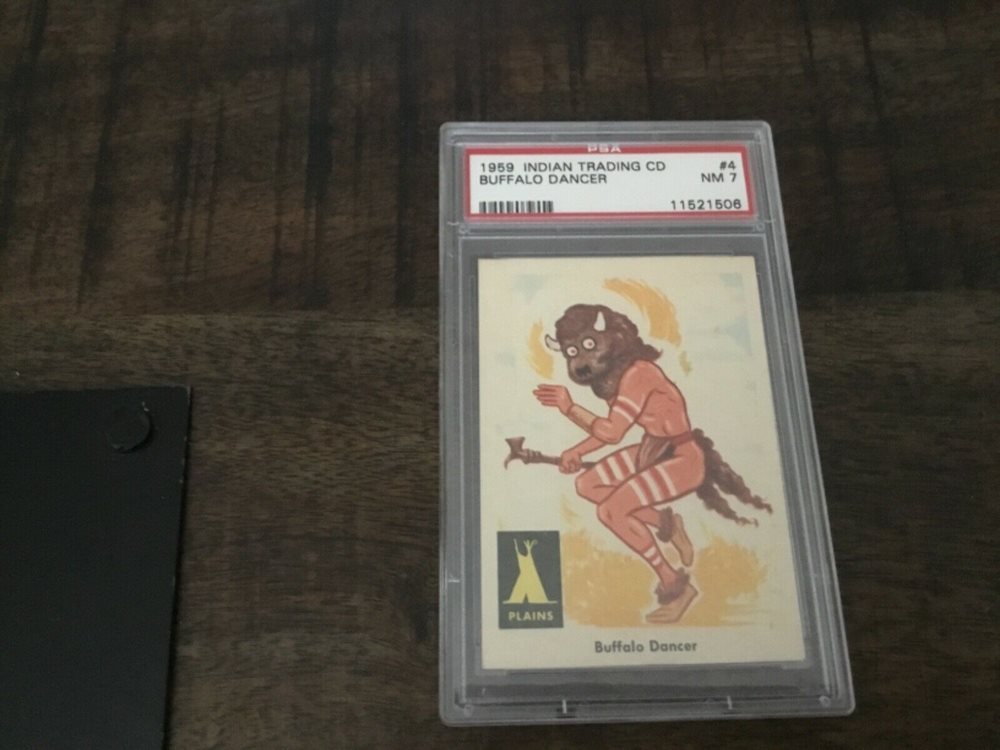 PSA
1959 INDIAN TRADING CD #4
BUFFALO DANCER NM 7
11521506
PLAINS
Buffalo Dancer